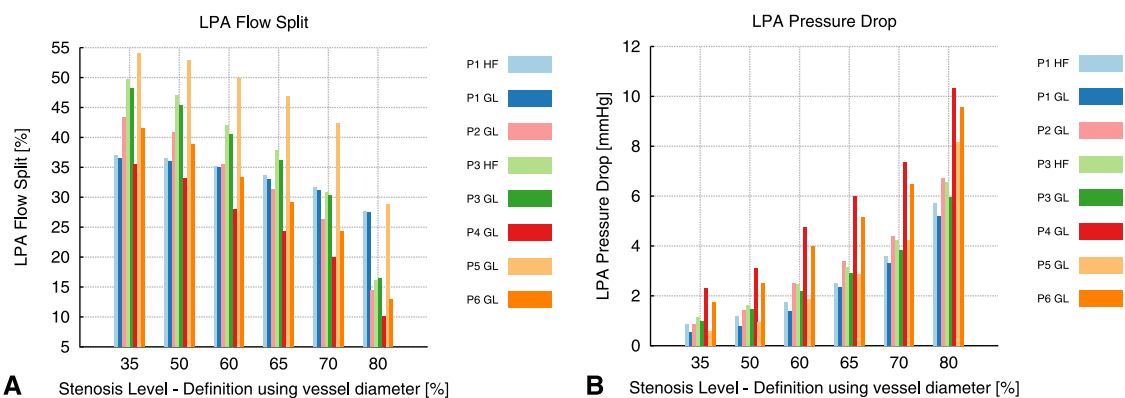 LPA Flow Split
LPA Flow Split [%]
55
50
45
40
35
30
25
20
15
10
5
35 50 60 65 70 80
Stenosis Level - Definition using vessel diameter [%]
P1 HF
P1 GL
P2 GL
P3 HF
P3 GL
P4 GL
P5 GL
P6 GL
A
LPA Pressure Drop
LPA Pressure Drop [mmHg]
12
10
8
6
4
2
0
35 50 60 65 70 80
Stenosis Level - Definition using vessel diameter [%]
P1 HF
P1 GL
P2 GL
P3 HF
P3 GL
P4 GL
P5 GL
P6 GL
B